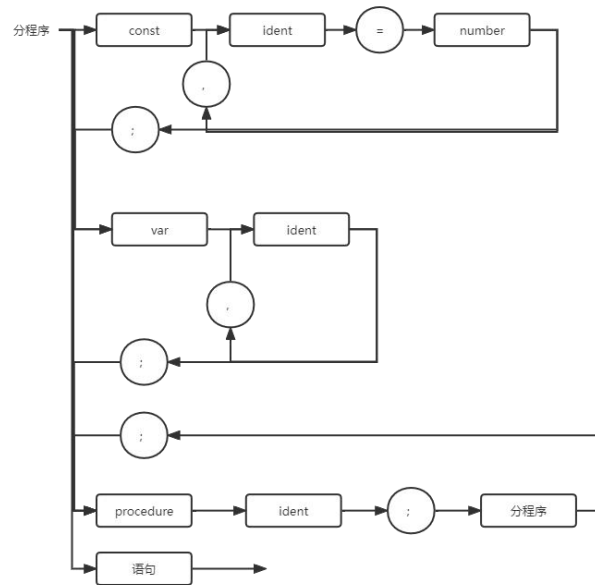 分程序 const ident = number
,
;
var ident
,
;
;
procedure ident ; 分程序
语句